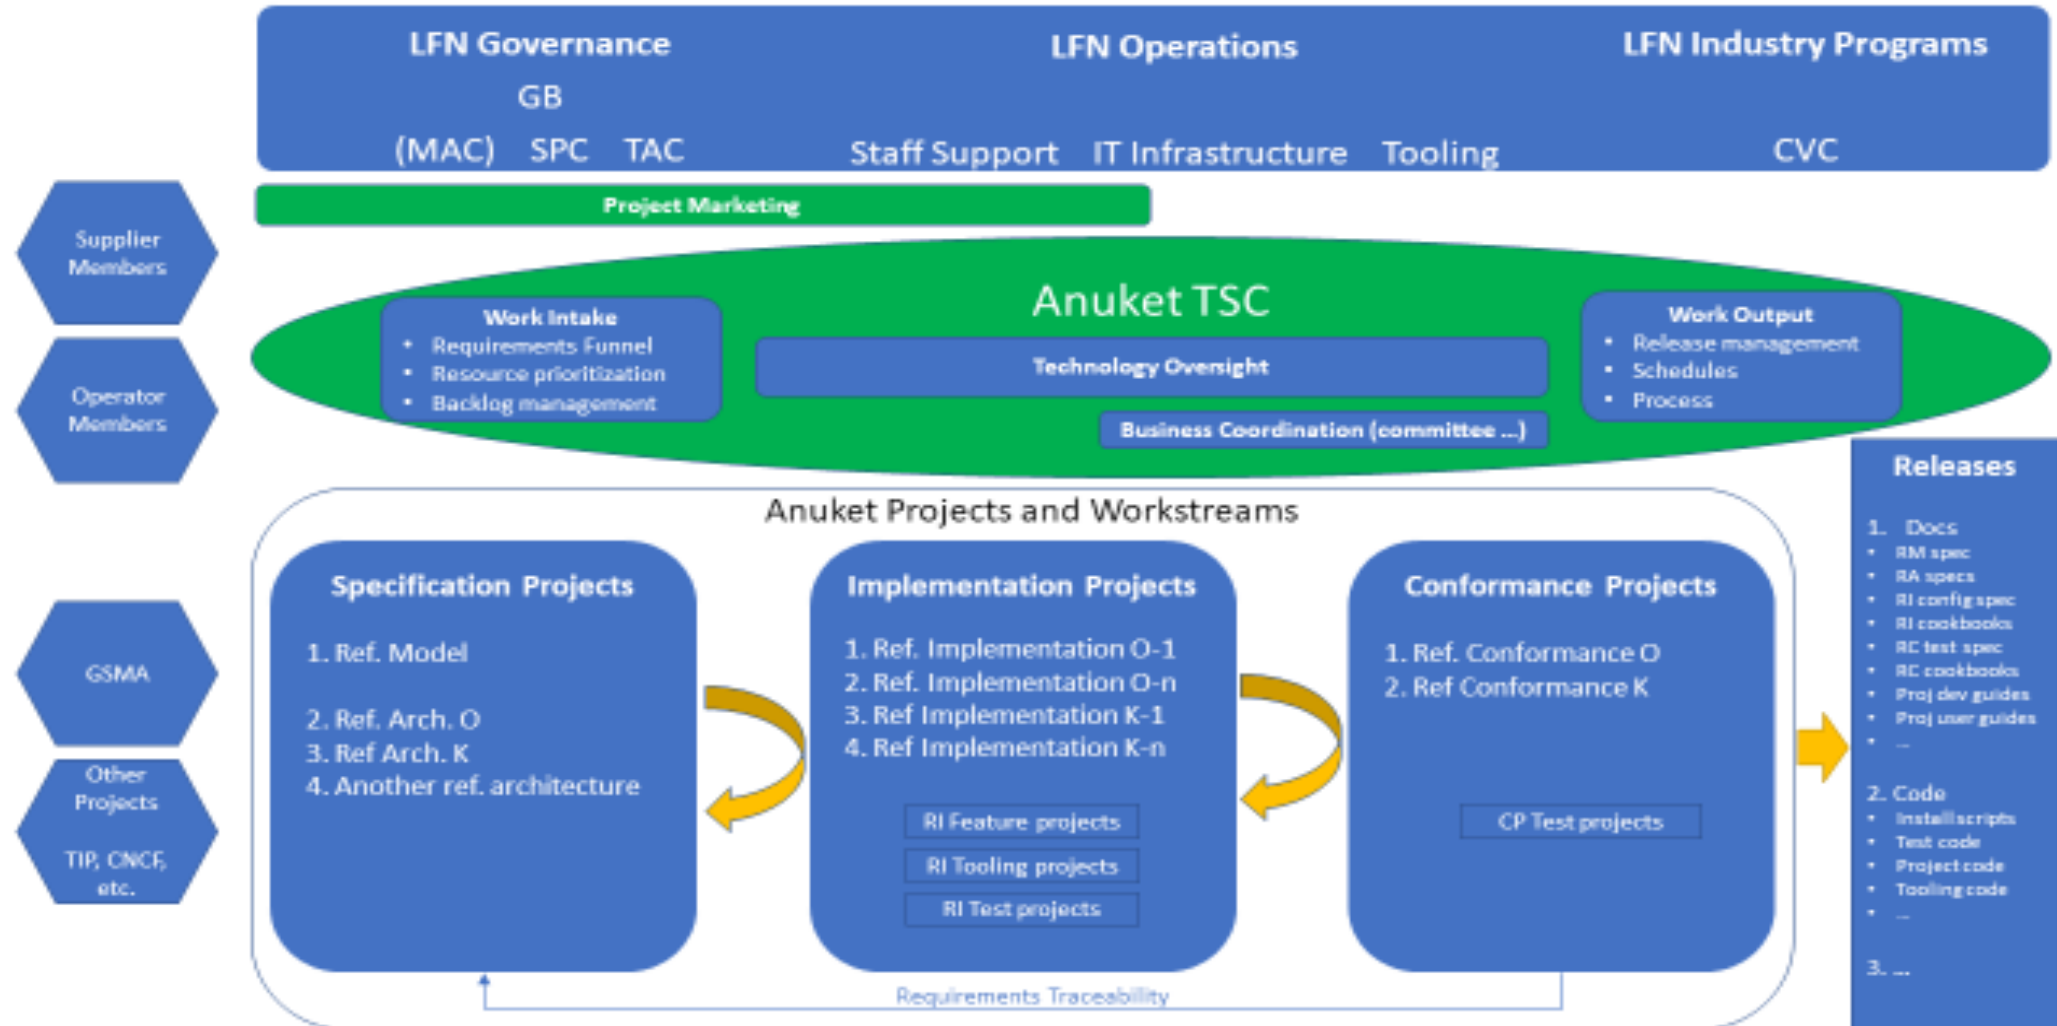 LFN Governance
GB
(MAC) SPC TAC
LFN Operations
Staff Support IT Infrastructure Tooling
LFN Industry Programs
CVC
Project Marketing
Supplier
Members
Operator
Members
GSMA
Other
Projects
TIP, CNCF,
etc.
Anuket TSC
Work Intake
• Requirements Funnel
• Resource prioritization
• Backlog management
Technology Oversight
Business Coordination (committee ...)
Work Output
• Release management
• Schedules
• Process
Anuket Projects and Workstreams
Specification Projects
1. Ref. Model
2. Ref. Arch. O
3. Ref Arch. K
4. Another ref. architecture
Implementation Projects
1. Ref. Implementation O-1
2. Ref. Implementation O-n
3. Ref Implementation K-1
4. Ref Implementation K-n
RI Feature projects
RI Tooling projects
RI Test projects
Conformance Projects
1. Ref. Conformance O
2. Ref Conformance K
CP Test projects
Requirements Traceability
Releases
1. Docs
• RM spec
• RA specs
• RI config spec
• RI cookbooks
• RC test spec
• RC cookbooks
• Proj dev guides
• Proj user guides
• ...
2. Code
• Install scripts
• Test code
• Project code
• Tooling code
• ...
3. ...